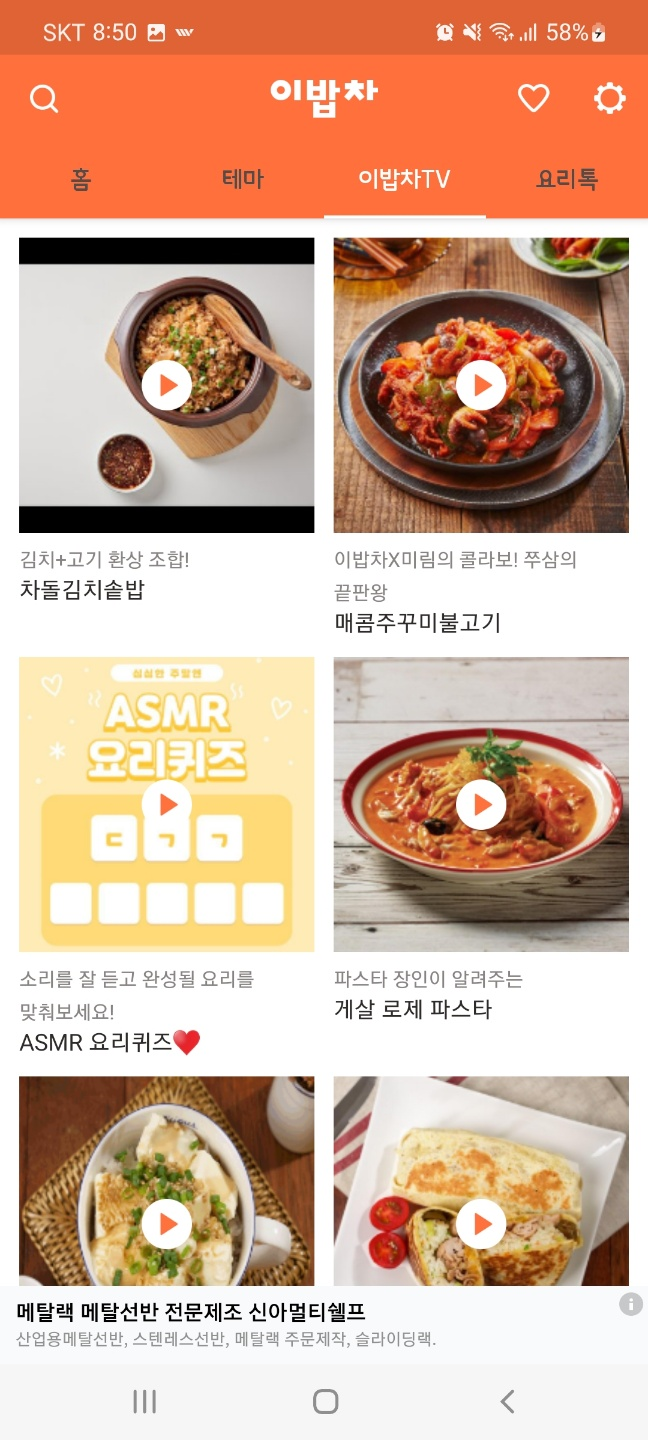 SKT 8:50
58%
이밥차
홈 테마 이밥차TV 요리톡
김치+고기 환상 조합!
차돌김치솥밥
이밥차X미림의 콜라보! 쭈삼의
끝판왕
매콤주꾸미불고기
심심한 주말엔
ASMR
요리퀴즈
ㄷ ㄱ ㄱ
소리를 잘 듣고 완성될 요리를
맞춰보세요!
ASMR 요리퀴즈❤️
파스타 장인이 알려주는
게살 로제 파스타
메탈랙 메탈선반 전문제조 신아멀티쉘프
산업용메탈선반, 스텐레스선반, 메탈랙 주문제작, 슬라이딩랙.